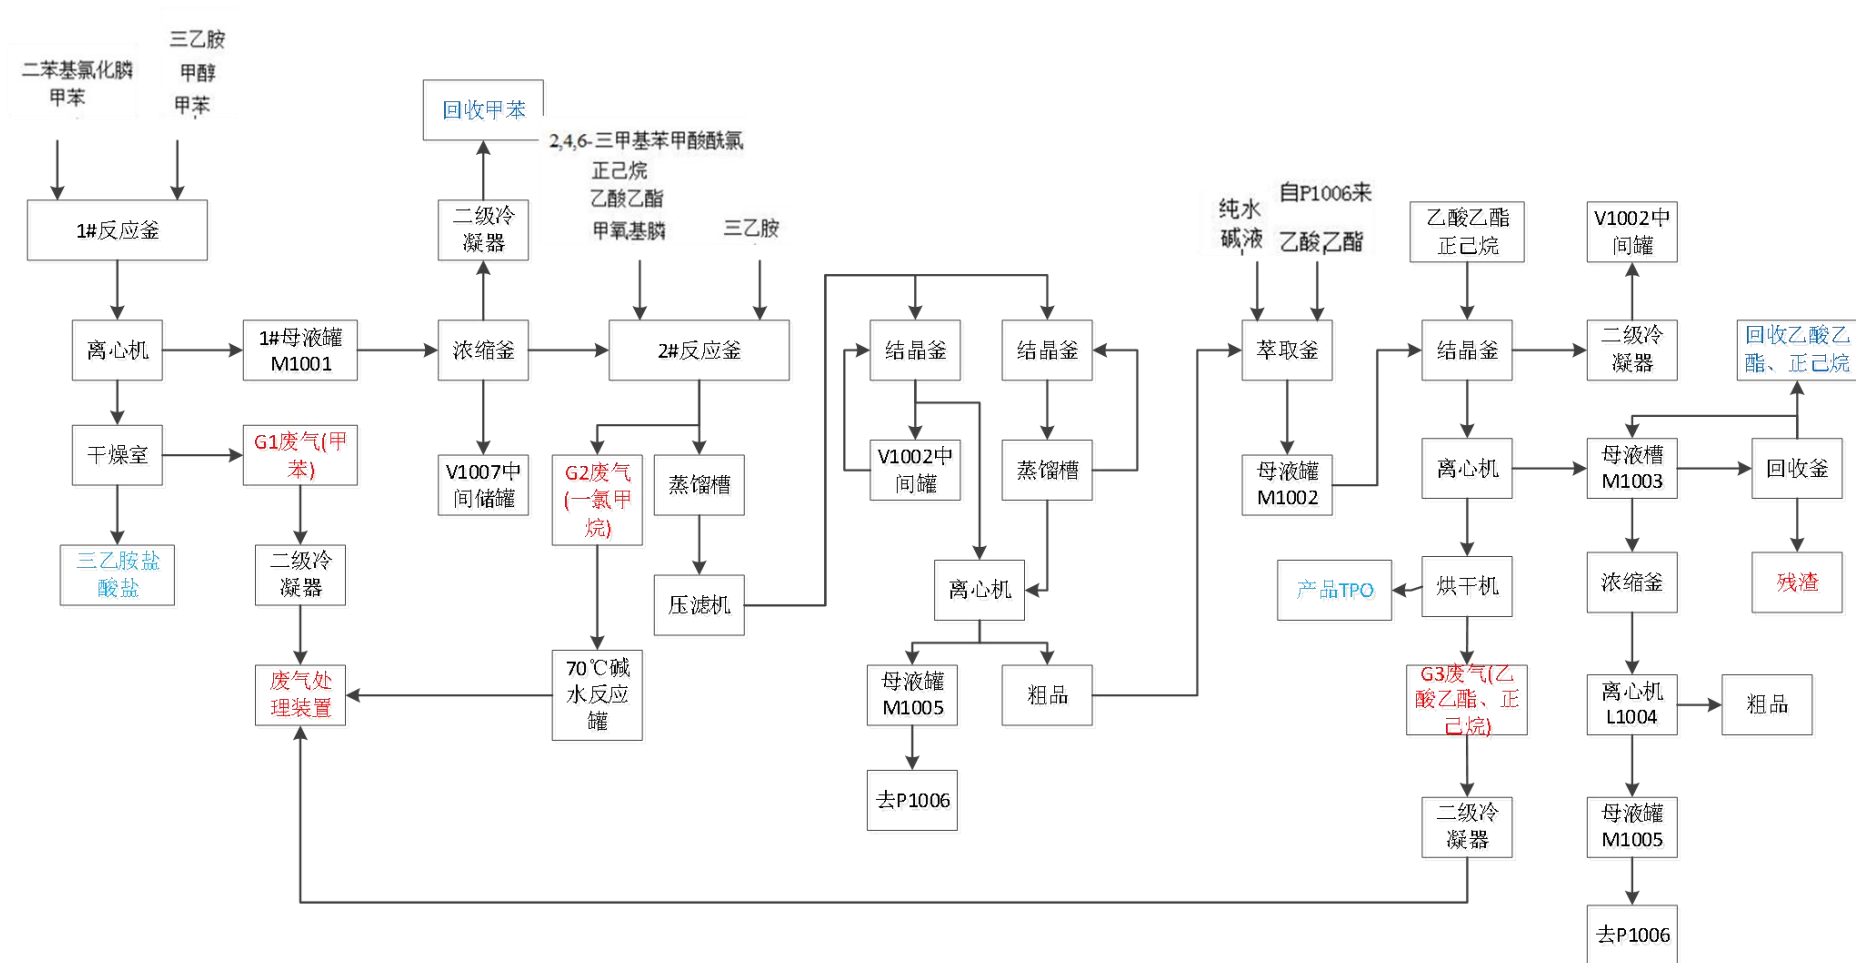 三乙胺
甲醇
甲苯
二苯基氯化膦
甲苯
1#反应釜
离心机
干燥室
三乙胺盐
酸盐
1#母液罐
M1001
G1废气(甲
苯)
二级冷
凝器
废气处
理装置
回收甲苯
二级冷
凝器
浓缩釜
V1007中
间储罐
2,4,6-三甲基苯甲酸酰氯
正己烷
乙酸乙酯
甲氧基膦
三乙胺
2#反应釜
G2废气
(一氯甲
烷)
70℃碱
水反应
罐
蒸馏槽
压滤机
结晶釜
V1002中
间罐
结晶釜
蒸馏槽
离心机
母液罐
M1005
去P1006
粗品
纯水
碱液
自P1006来
乙酸乙酯
萃取釜
母液罐
M1002
乙酸乙酯
正己烷
结晶釜
离心机
烘干机
产品TPO
G3废气(乙
酸乙酯、正
己烷)
二级冷
凝器
V1002中
间罐
二级冷
凝器
回收乙酸乙
酯、正己烷
母液槽
M1003
回收釜
残渣
浓缩釜
离心机
L1004
粗品
母液罐
M1005
去P1006